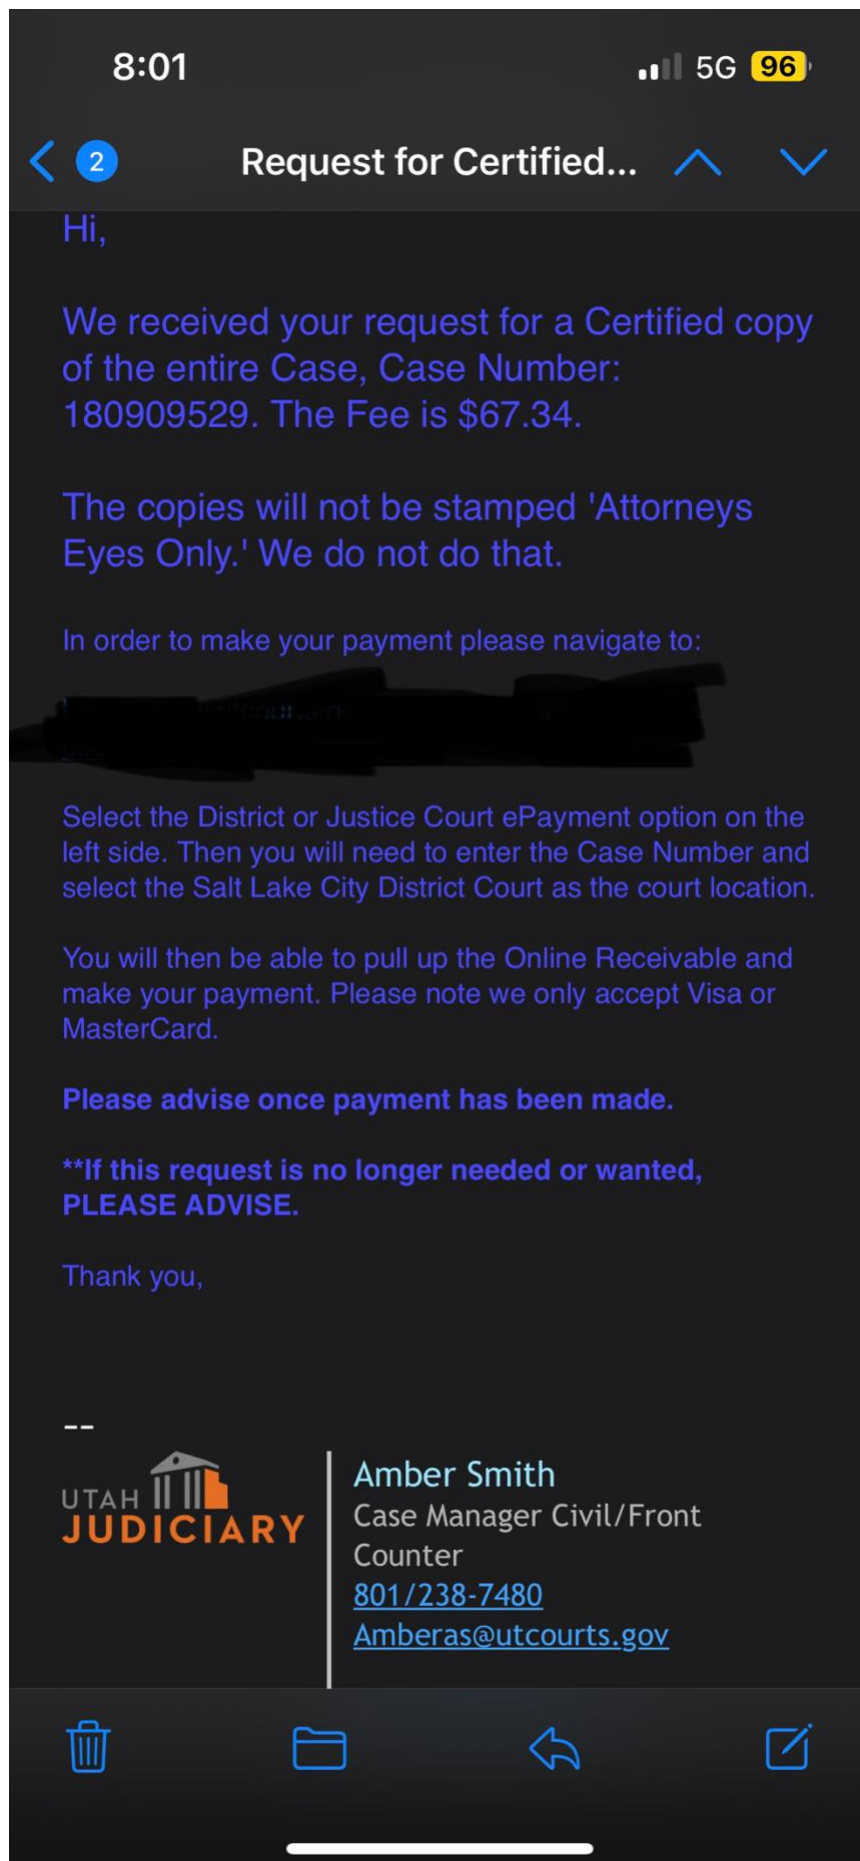 8:01
5G 96
2
Request for Certified...
Hi,
We received your request for a Certified copy
of the entire Case, Case Number:
180909529. The Fee is $67.34.
The copies will not be stamped 'Attorneys
Eyes Only.' We do not do that.
In order to make your payment please navigate to:
Select the District or Justice Court ePayment option on the
left side. Then you will need to enter the Case Number and
select the Salt Lake City District Court as the court location.
You will then be able to pull up the Online Receivable and
make your payment. Please note we only accept Visa or
MasterCard.
Please advise once payment has been made.
**If this request is no longer needed or wanted,
PLEASE ADVISE.
Thank you,
--
UTAH
JUDICIARY
Amber Smith
Case Manager Civil/Front
Counter
801/238-7480
Amberas@utcourts.gov